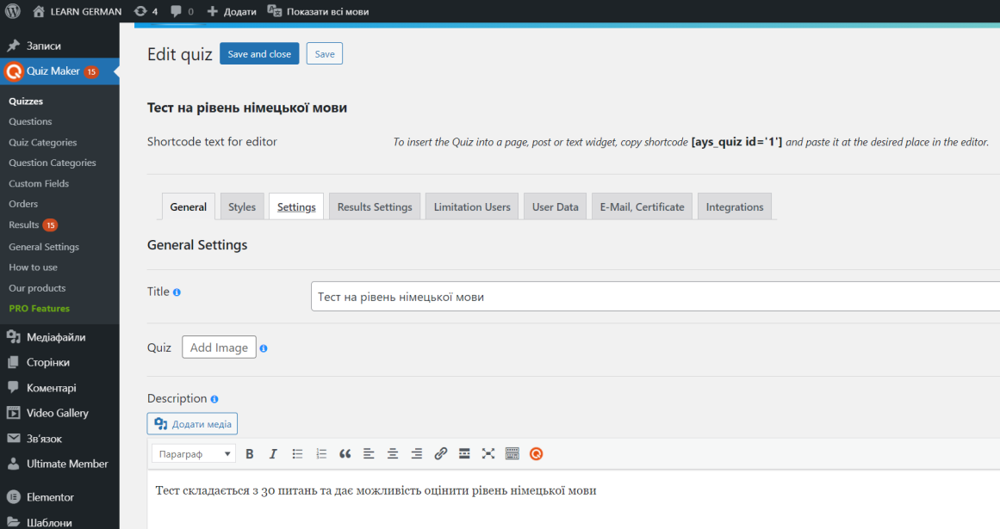 LEARN GERMAN 4 0 Додати Показати всі мови
Записи
Quiz Maker 15
Quizzes
Questions
Quiz Categories
Question Categories
Custom Fields
Orders
Results 15
General Settings
How to use
Our products
PRO Features
Медіафайли
Сторінки
Коментарі
Video Gallery
Зв'язок
Ultimate Member
Elementor
Шаблони
Edit quiz Save and close Save
Тест на рівень німецької мови
Shortcode text for editor To insert the Quiz into a page, post or text widget, copy shortcode [ays_quiz id='1'] and paste it at the desired place in the editor.
General Styles Settings Results Settings Limitation Users User Data E-Mail, Certificate Integrations
General Settings
Title Тест на рівень німецької мови
Quiz Add Image
Description
Додати медіа
Параграф
Тест складається з 30 питань та дає можливість оцінити рівень німецької мови